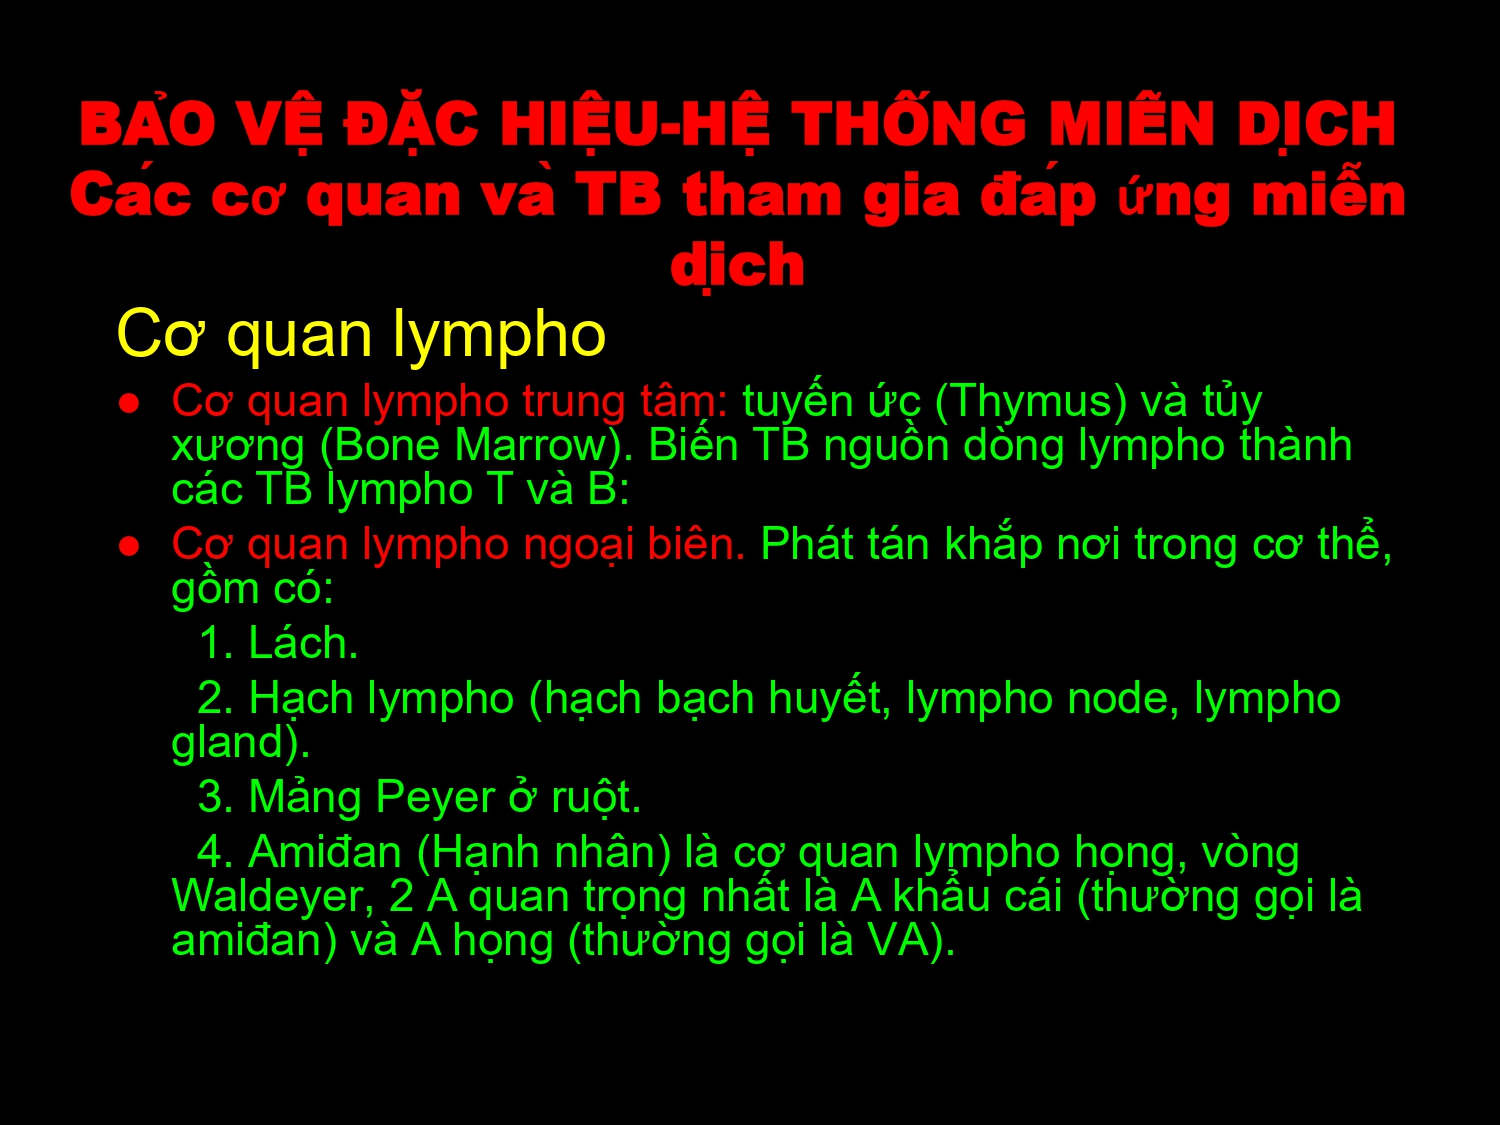 BẢO VỆ ĐẶC HIỆU-HỆ THỐNG MIỄN DỊCH
Các cơ quan và TB tham gia đáp ứng miễn
dịch
Cơ quan lympho
● Cơ quan lympho trung tâm: tuyến ức (Thymus) và tủy
xương (Bone Marrow). Biến TB nguồn dòng lympho thành
các TB lympho T và B:
● Cơ quan lympho ngoại biên. Phát tán khắp nơi trong cơ thể,
gồm có:
1. Lách.
2. Hạch lympho (hạch bạch huyết, lympho node, lympho
gland).
3. Mảng Peyer ở ruột.
4. Amiđan (Hạnh nhân) là cơ quan lympho họng, vòng
Waldeyer, 2 A quan trọng nhất là A khẩu cái (thường gọi là
amiđan) và A họng (thường gọi là VA).